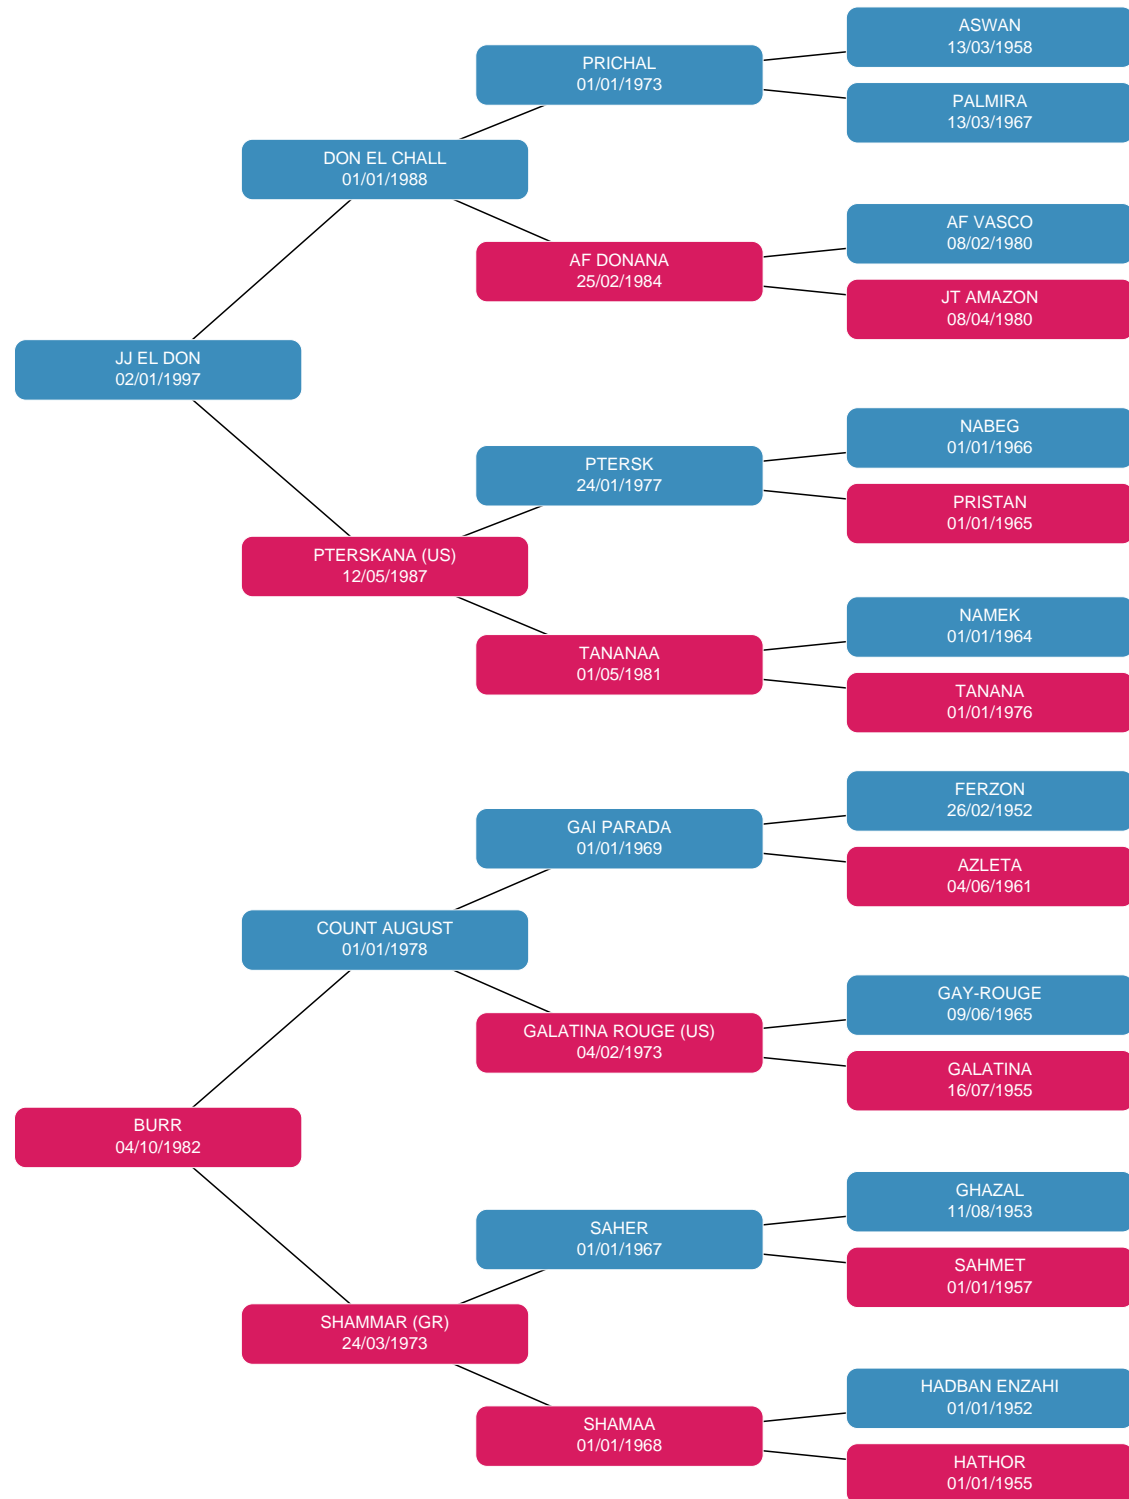 ASWAN
13/03/1958
PRICHAL
01/01/1973
PALMIRA
13/03/1967
DON EL CHALL
01/01/1988
AF VASCO
08/02/1980
AF DONANA
25/02/1984
JT AMAZON
08/04/1980
JJ EL DON
02/01/1997
NABEG
01/01/1966
PTERSK
24/01/1977
PRISTAN
01/01/1965
PTERSKANA (US)
12/05/1987
NAMEK
01/01/1964
TANANAA
01/05/1981
TANANA
01/01/1976
FERZON
26/02/1952
GAI PARADA
01/01/1969
AZLETA
04/06/1961
COUNT AUGUST
01/01/1978
GAY-ROUGE
09/06/1965
GALATINA ROUGE (US)
04/02/1973
GALATINA
16/07/1955
BURR
04/10/1982
GHAZAL
11/08/1953
SAHER
01/01/1967
SAHMET
01/01/1957
SHAMMAR (GR)
24/03/1973
HADBAN ENZAHI
01/01/1952
SHAMAA
01/01/1968
HATHOR
01/01/1955